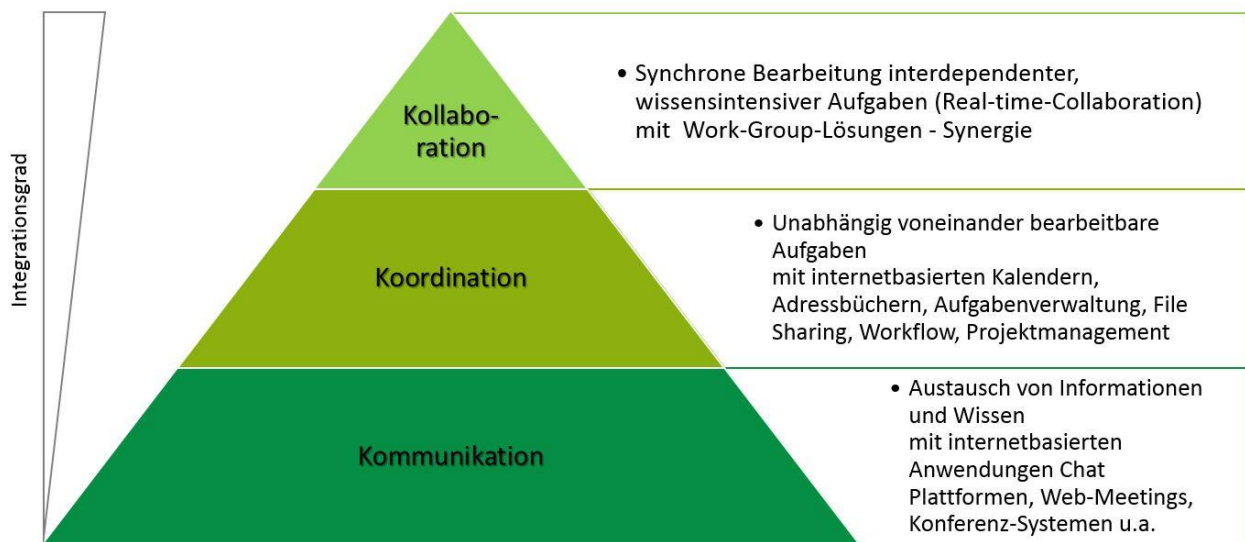 Integrationsgrad
Kollabo-
ration
• Synchrone Bearbeitung interdependenter,
wissensintensiver Aufgaben (Real-time-Collaboration)
mit Work-Group-Lösungen - Synergie
Koordination
• Unabhängig voneinander bearbeitbare
Aufgaben
mit internetbasierten Kalendern,
Adressbüchern, Aufgabenverwaltung, File
Sharing, Workflow, Projektmanagement
Kommunikation
• Austausch von Informationen
und Wissen
mit internetbasierten
Anwendungen Chat
Plattformen, Web-Meetings,
Konferenz-Systemen u.a.